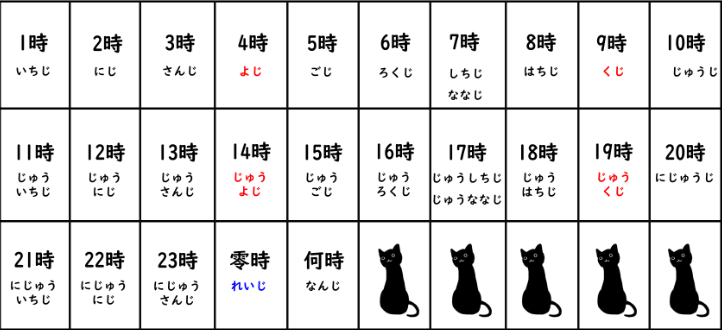 1時
いちじ
2時
にじ
3時
さんじ
4時
よじ
5時
ごじ
6時
ろくじ
7時
しちじ
ななじ
8時
はちじ
9時
くじ
10時
じゅうじ
11時
じゅう
いちじ
12時
じゅう
にじ
13時
じゅう
さんじ
14時
じゅう
よじ
15時
じゅう
ごじ
16時
じゅう
ろくじ
17時
じゅうしちじ
じゅうななじ
18時
じゅう
はちじ
19時
じゅう
くじ
20時
にじゅうじ
21時
にじゅう
いちじ
22時
にじゅう
にじ
23時
にじゅう
さんじ
零時
れいじ
何時
なんじ